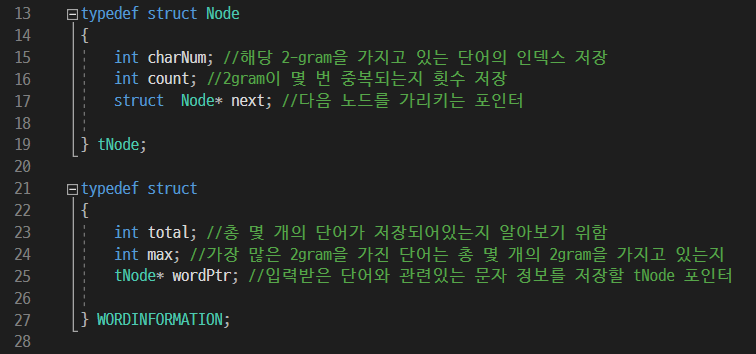 13 typedef struct Node
14 {
15 int charNum; //해당 2-gram을 가지고 있는 단어의 인덱스 저장
16 int count; //2gram이 몇 번 중복되는지 횟수 저장
17 struct  Node* next; //다음 노드를 가리키는 포인터
18
19 } tNode;
20
21 typedef struct
22 {
23 int total; //총 몇 개의 단어가 저장되어있는지 알아보기 위함
24 int max; //가장 많은 2gram을 가진 단어는 총 몇 개의 2gram을 가지고 있는지
25 tNode* wordPtr; //입력받은 단어와 관련있는 문자 정보를 저장할 tNode 포인터
26
27 } WORDINFORMATION;
28